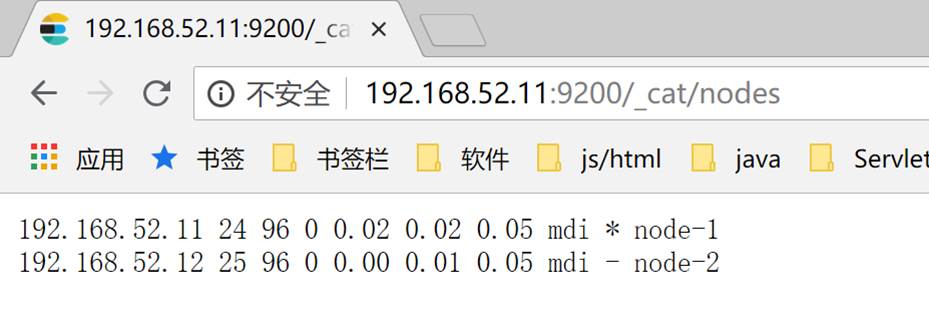 192.168.52.11:9200/_ca
不安全 192.168.52.11:9200/_cat/nodes
应用 书签 书签栏 软件 js/html java Servlet
192.168.52.11 24 96 0 0.02 0.02 0.05 mdi * node-1
192.168.52.12 25 96 0 0.00 0.01 0.05 mdi - node-2